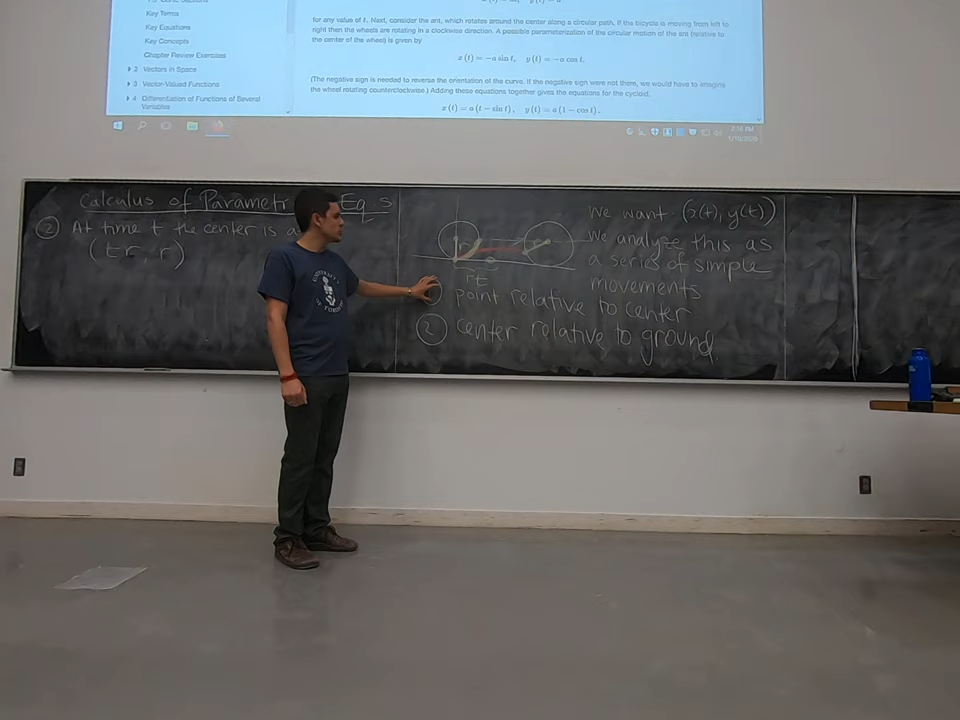 Key Terms
Key Equations
Key Concepts
Chapter Review Exercises
2 Vectors in Space
3 Vector-Valued Functions
4 Differentiation of Functions of Several
Variables
for any value of t. Next, consider the ant, which rotates around the center along a circular path. If the bicycle is moving from left to
right then the wheels are rotating in a clockwise direction. A possible parameterization of the circular motion of the ant (relative to
the center of the wheel) is given by
x(t) = −a sin t, y(t) = −a cos t.
(The negative sign is needed to reverse the orientation of the curve. If the negative sign were not there, we would have to imagine
the wheel rotating counterclockwise.) Adding these equations together gives the equations for the cycloid.
x(t) = a(t − sin t), y(t) = a(1 − cos t).
Calculus of Parametr Eq.s
② At time t the center is a
(tr, r)
r
rt
We want (x(t), y(t))
We analyze this as
a series of simple
movements
point relative to center
② center relative to ground